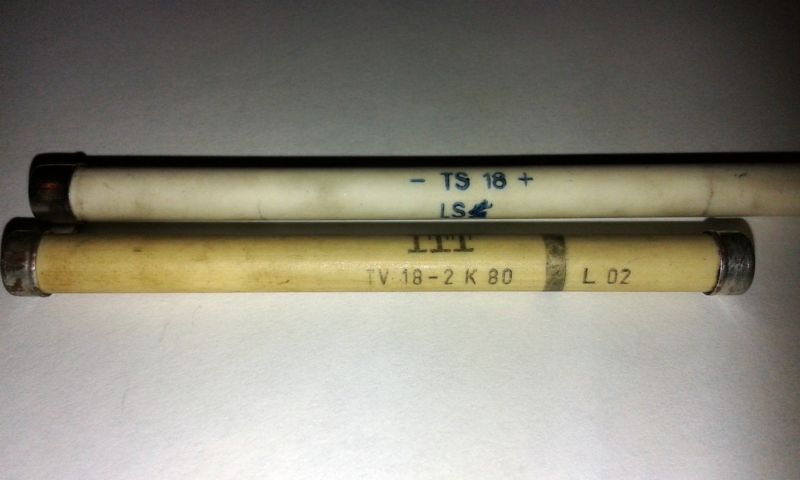 - TS 18 +
LS
ITT
TV 18-2 K 80
L 02